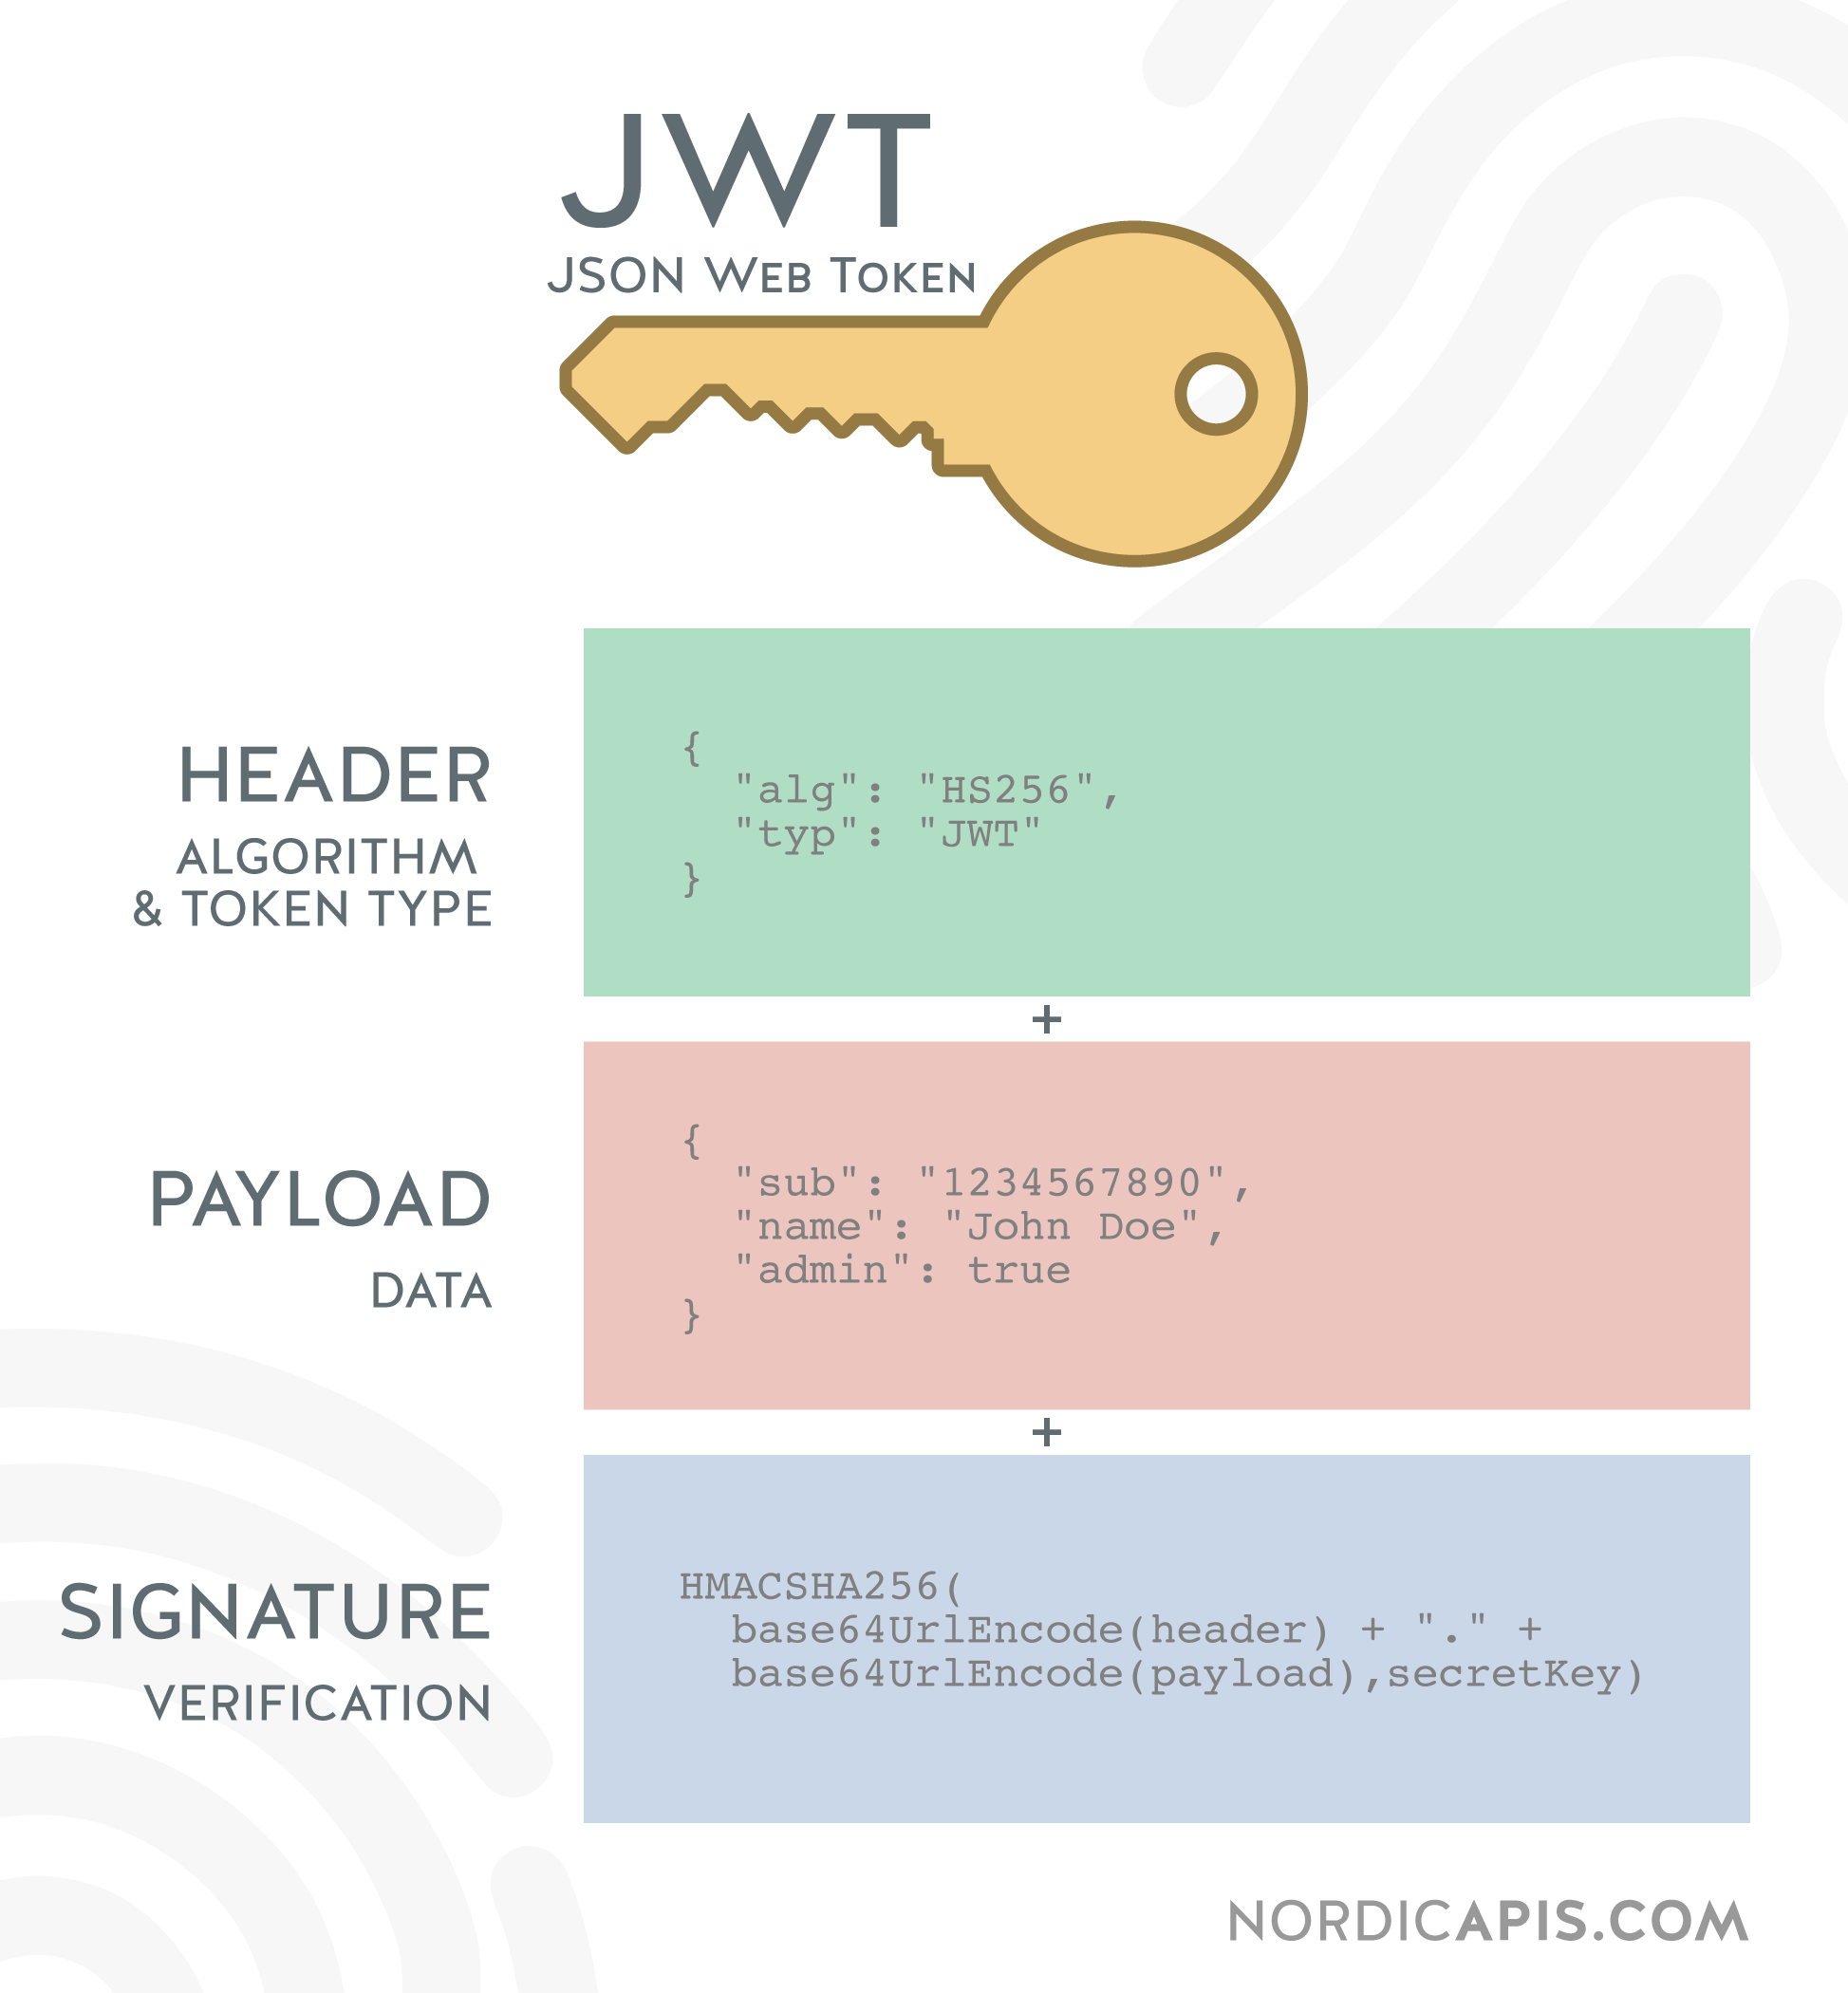 JWT
JSON Web Token
HEADER
ALGORITHM
& TOKEN TYPE
{
"alg": "HS256",
"typ": "JWT"
}
+
PAYLOAD
DATA
{
"sub": "1234567890",
"name": "John Doe",
"admin": true
}
+
SIGNATURE
VERIFICATION
HMACSHA256(
base64UrlEncode(header) + "." +
base64UrlEncode(payload),secretKey)
NORDICAPIS.COM